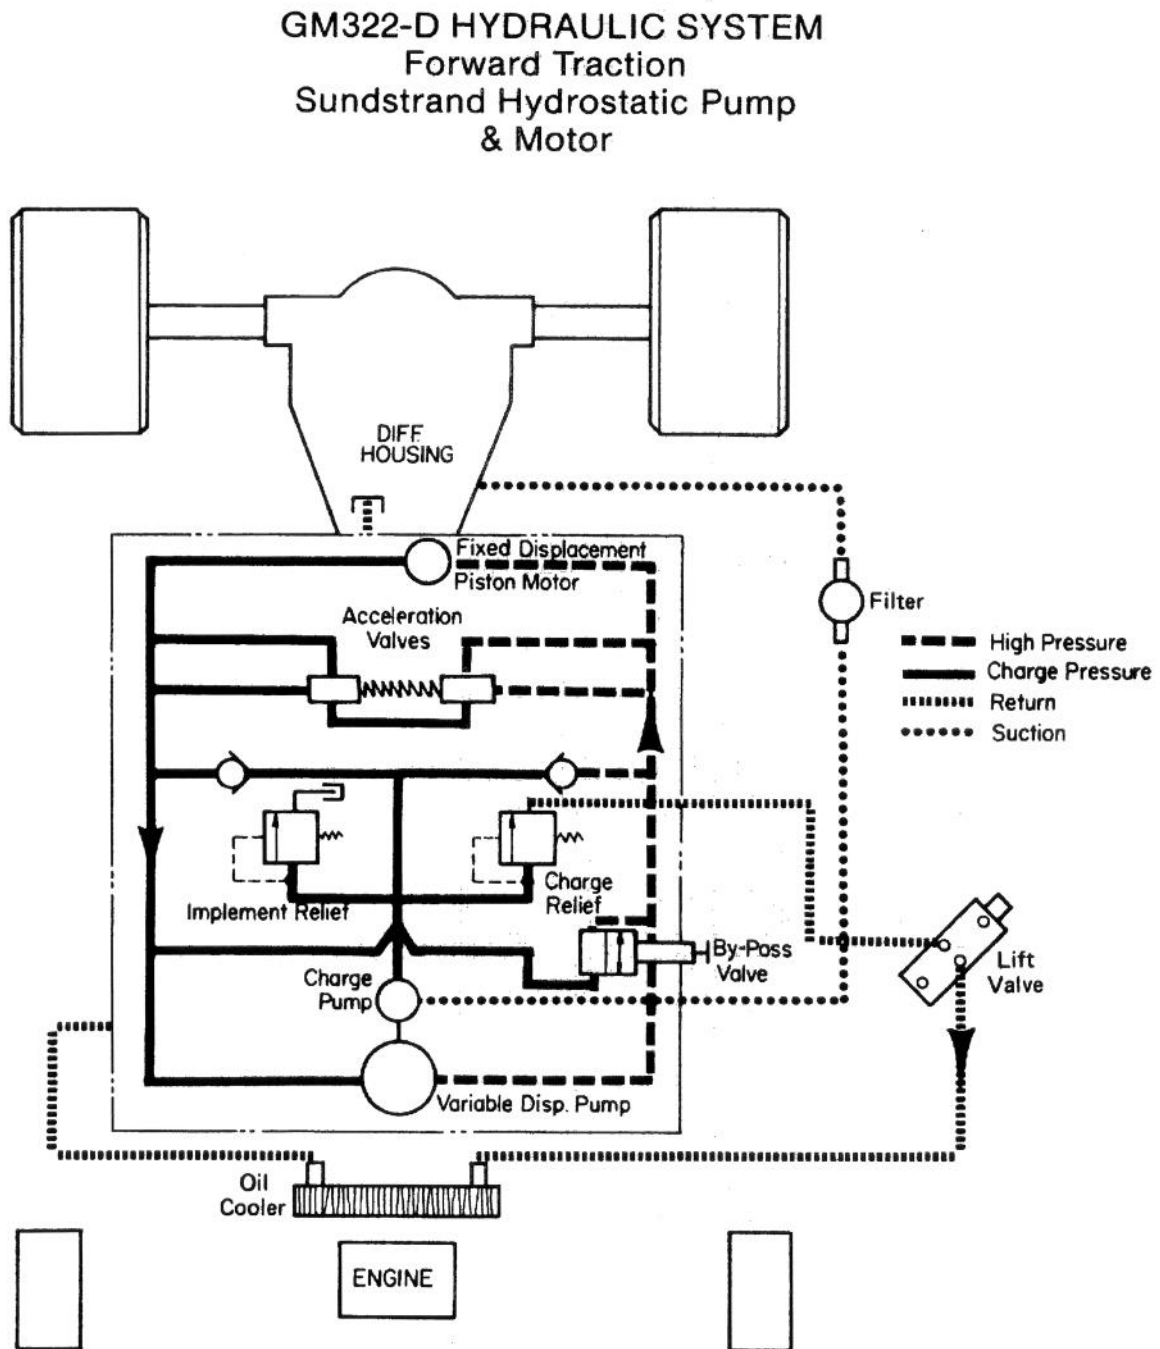 GM322-D HYDRAULIC SYSTEM
Forward Traction
Sundstrand Hydrostatic Pump
& Motor
DIFF.
HOUSING
Fixed Displacement
Piston Motor
Acceleration
Valves
Filter
High Pressure
Charge Pressure
Return
Suction
Implement Relief
Charge
Relief
By-Pass
Valve
Lift
Valve
Charge
Pump
Variable Disp. Pump
Oil
Cooler
ENGINE